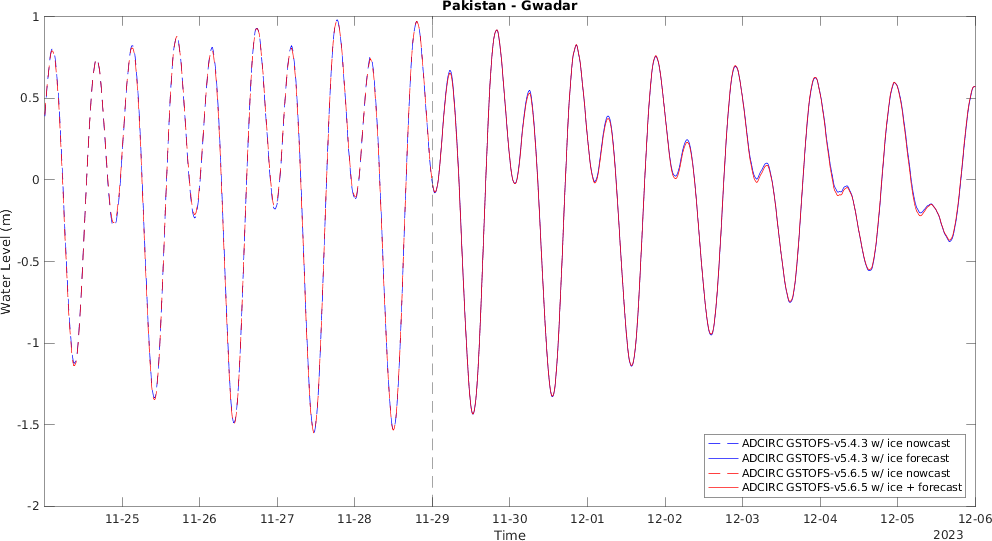 Pakistan - Gwadar
Water Level (m)
1
0.5
0
-0.5
-1
-1.5
-2
11-25 11-26 11-27 11-28 11-29 11-30 12-01 12-02 12-03 12-04 12-05 12-06
Time
2023
ADCIRC GSTOFS-v5.4.3 w/ ice nowcast
ADCIRC GSTOFS-v5.4.3 w/ ice forecast
ADCIRC GSTOFS-v5.6.5 w/ ice nowcast
ADCIRC GSTOFS-v5.6.5 w/ ice + forecast